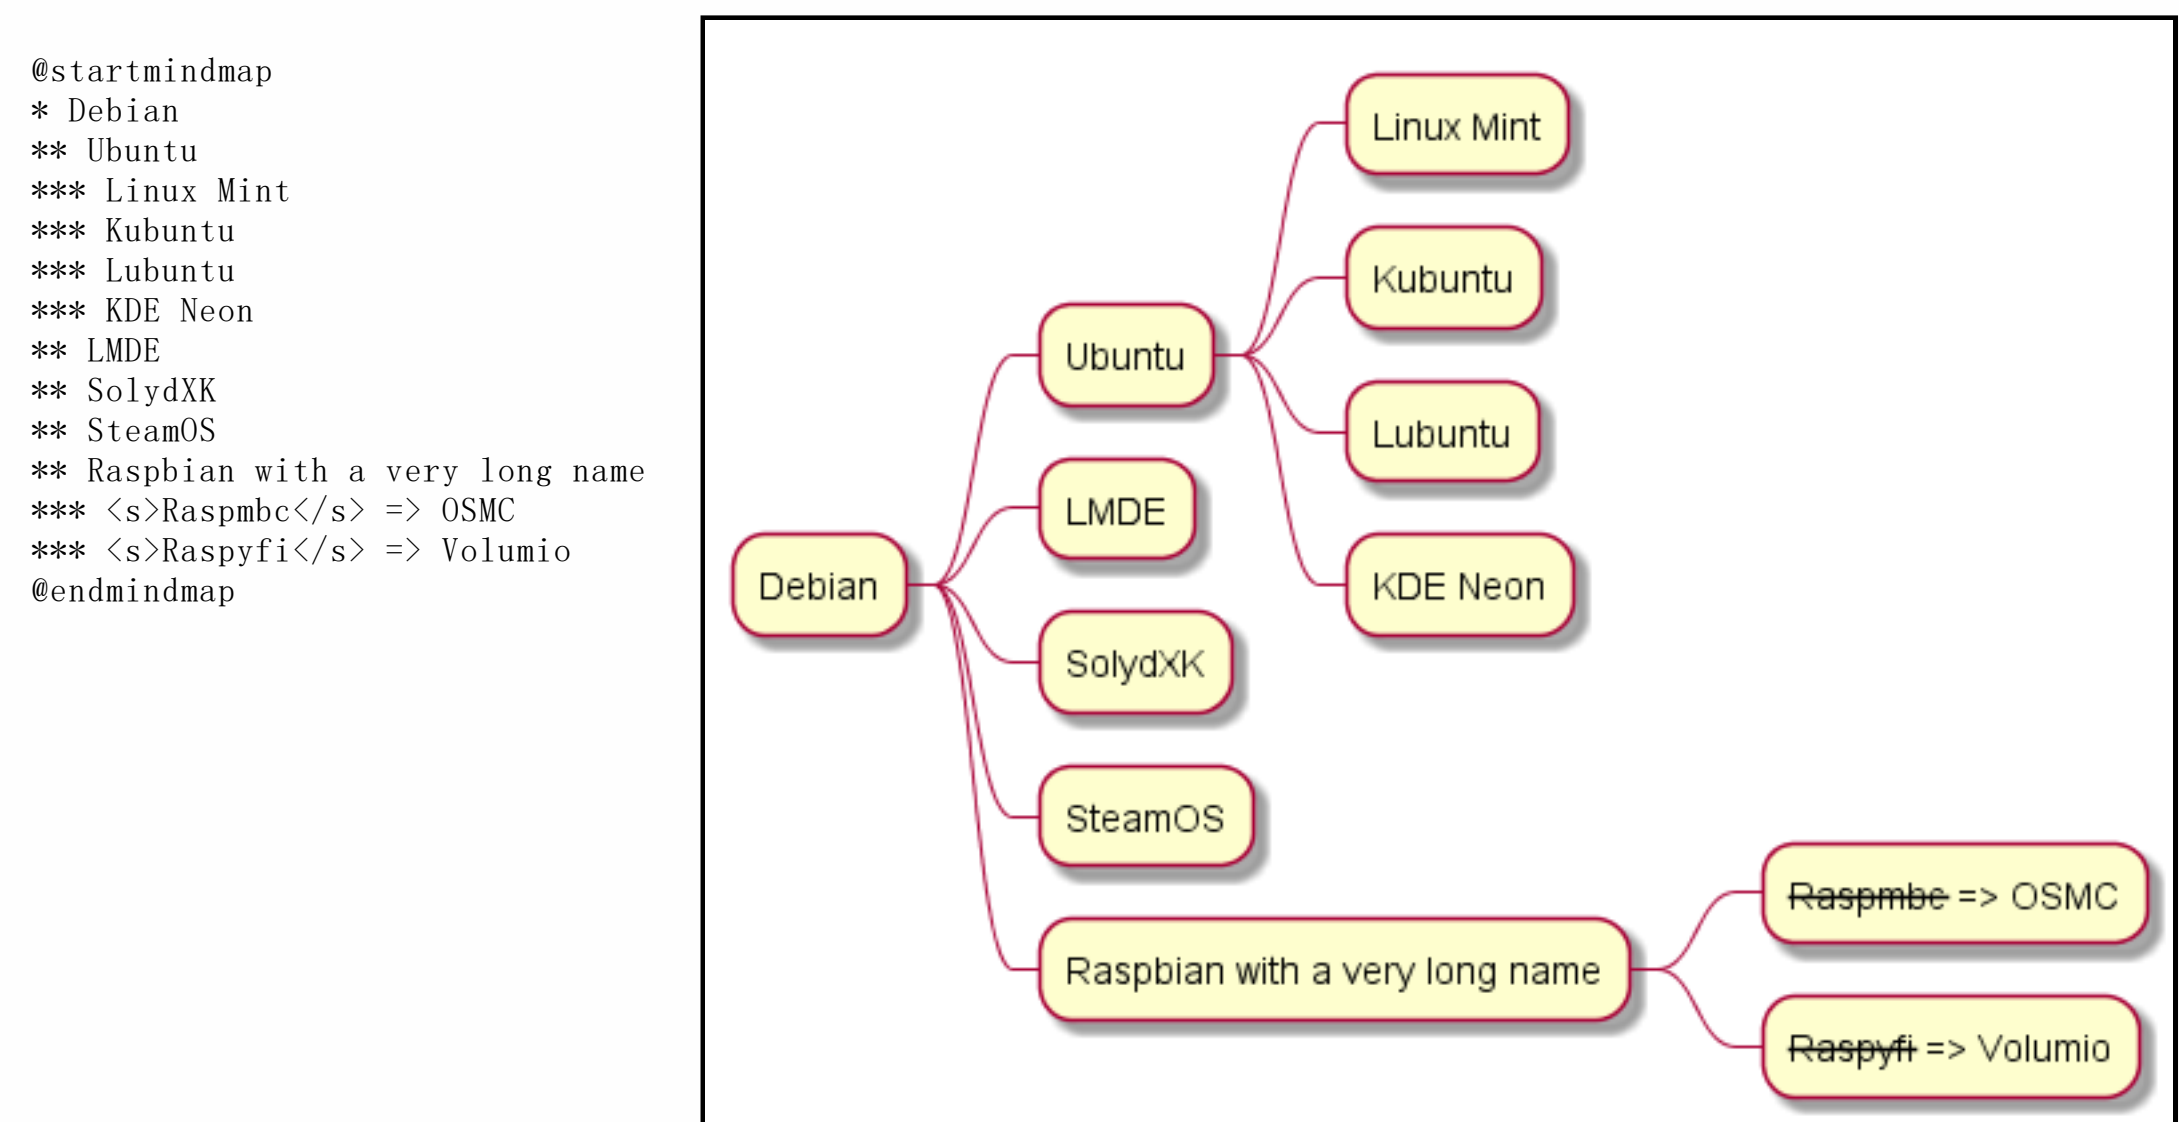 @startmindmap
* Debian
** Ubuntu
*** Linux Mint
*** Kubuntu
*** Lubuntu
*** KDE Neon
** LMDE
** SolydXK
** SteamOS
** Raspbian with a very long name
*** <s>Raspmbc</s> => OSMC
*** <s>Raspyfi</s> => Volumio
@endmindmap
Debian
Ubuntu
Linux Mint
Kubuntu
Lubuntu
KDE Neon
LMDE
SolydXK
SteamOS
Raspbian with a very long name
Raspmbc => OSMC
Raspyfi => Volumio